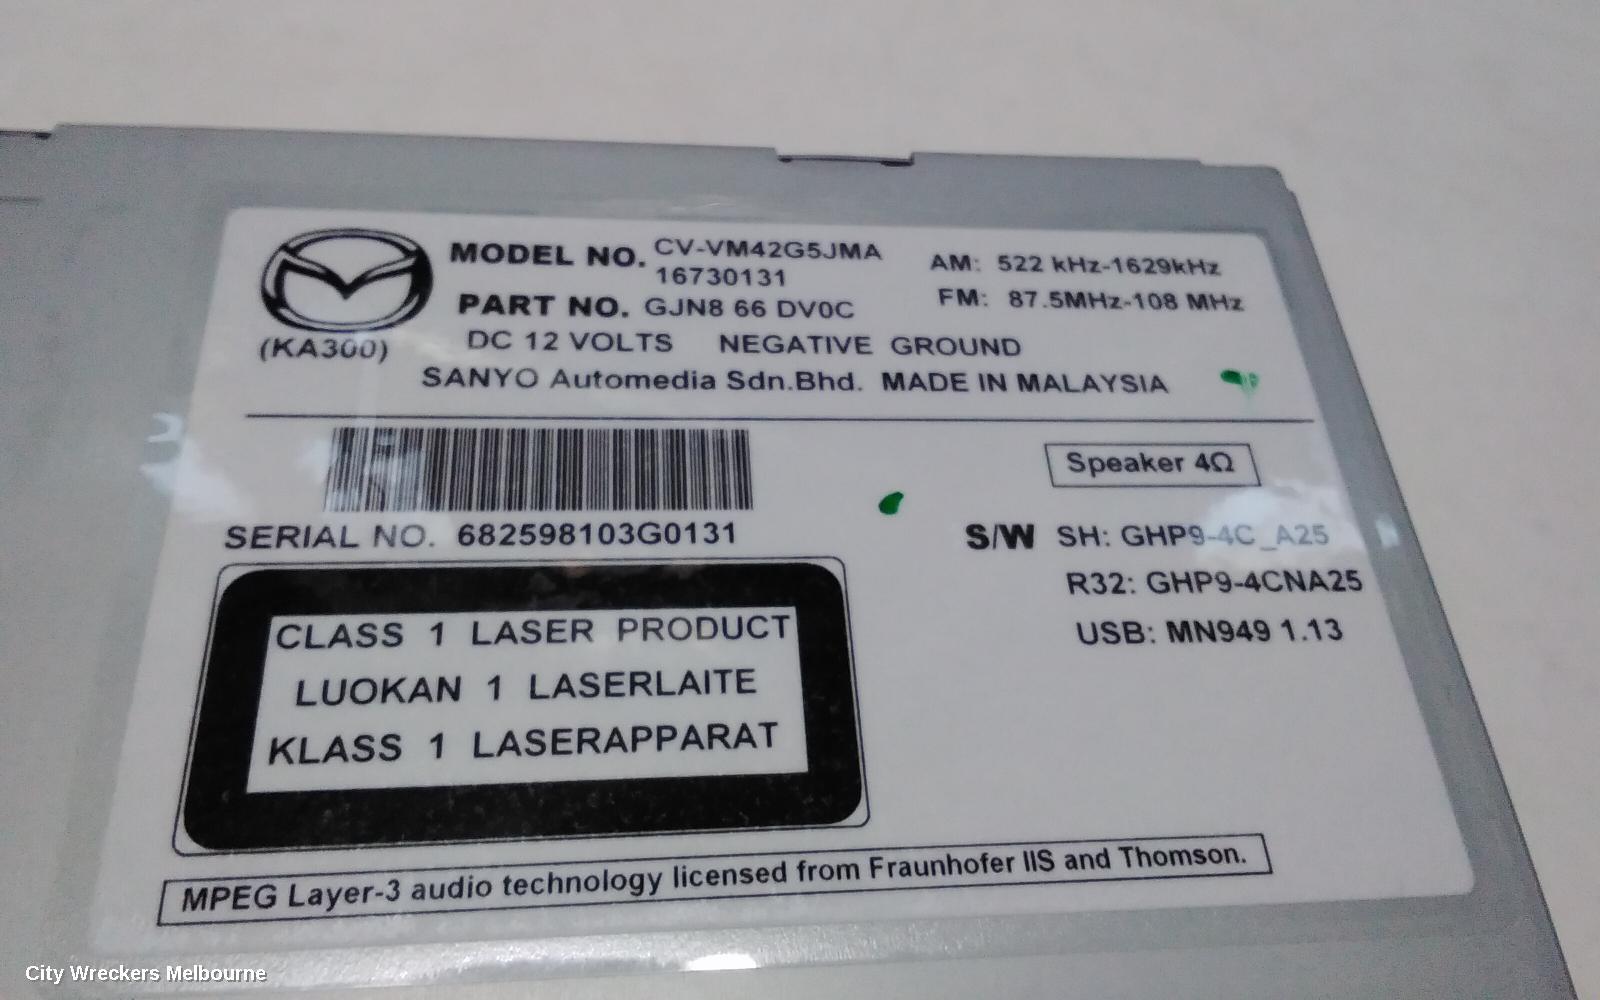 MODEL NO. CV-VM42G5JMA
16730131
PART NO. GJN8 66 DV0C
AM: 522 kHz-1629kHz
FM: 87.5MHz-108 MHz
(KA300)
DC 12 VOLTS NEGATIVE GROUND
SANYO Automedia Sdn.Bhd. MADE IN MALAYSIA
Speaker 4Ω
SERIAL NO. 682598103G0131
S/W SH: GHP9-4C_A25
R32: GHP9-4CNA25
USB: MN949 1.13
CLASS 1 LASER PRODUCT
LUOKAN 1 LASERLAITE
KLASS 1 LASERAPPARAT
MPEG Layer-3 audio technology licensed from Fraunhofer IIS and Thomson.
City Wreckers Melbourne